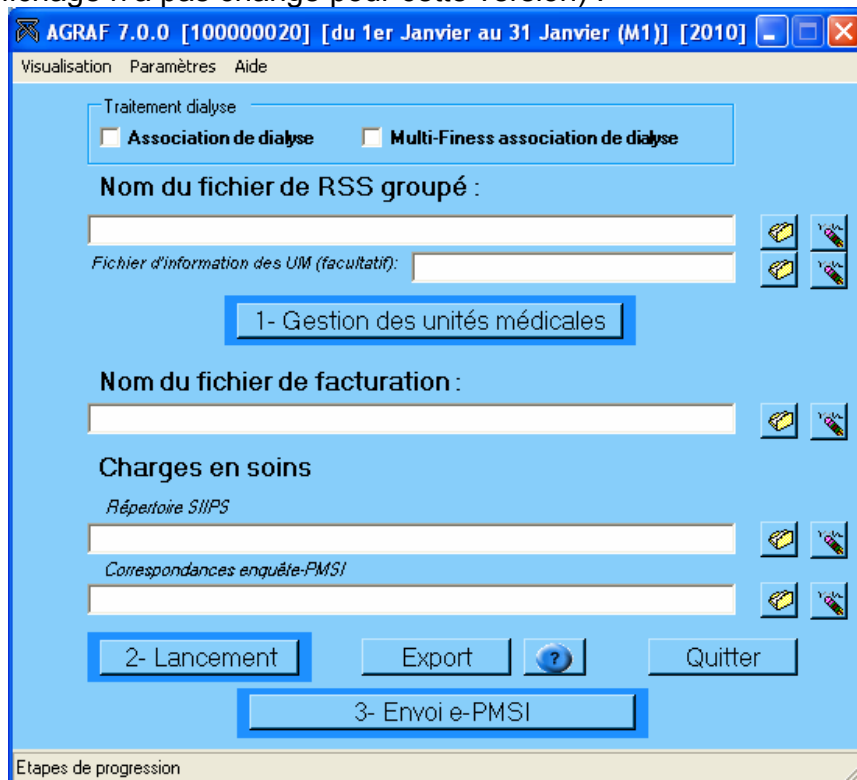 AGRAF 7.0.0 [100000020] [du 1er Janvier au 31 Janvier (M1)] [2010]
Visualisation Paramètres Aide
Traitement dialyse
Association de dialyse Multi-Finess association de dialyse
Nom du fichier de RSS groupé :
Fichier d'information des UM (facultatif):
1- Gestion des unités médicales
Nom du fichier de facturation :
Charges en soins
Répertoire SIIPS
Correspondances enquête-PMSI
2- Lancement Export ? Quitter
3- Envoi e-PMSI
Etapes de progression